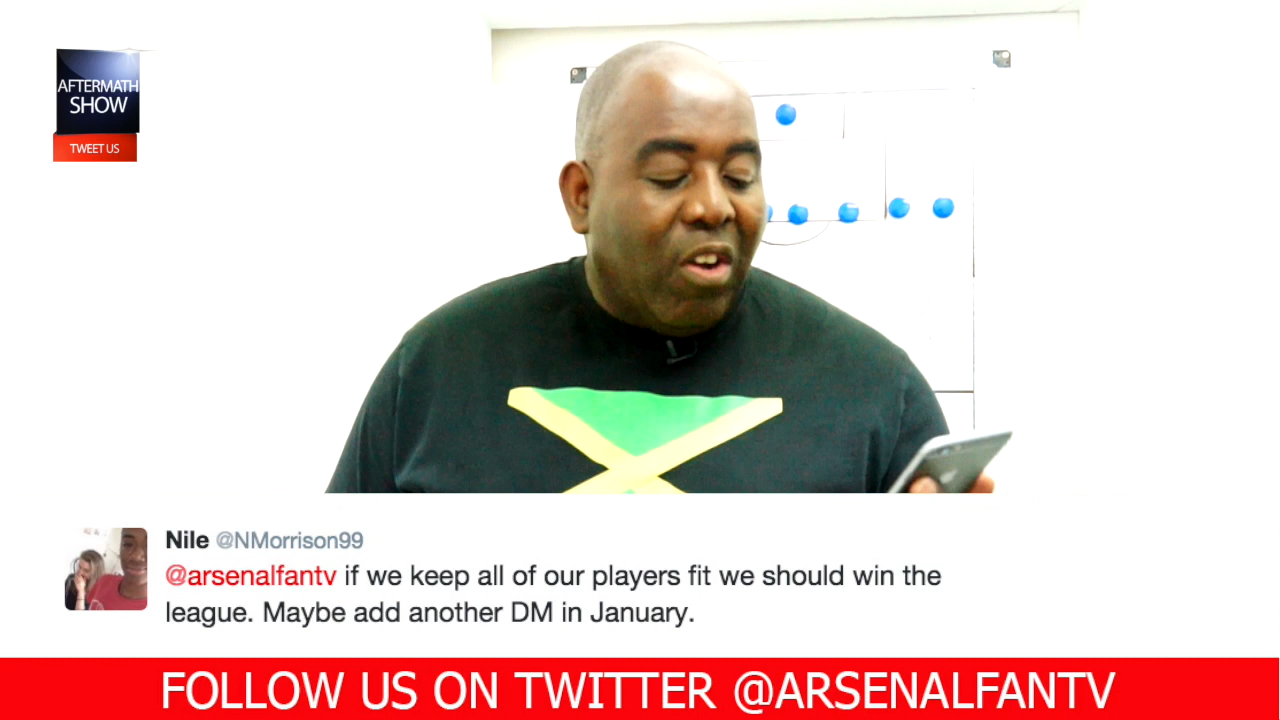 AFTERMATH
SHOW
TWEET US
Nile @NMorrison99
@arsenalfantv if we keep all of our players fit we should win the
league. Maybe add another DM in January.
FOLLOW US ON TWITTER @ARSENALFANTV